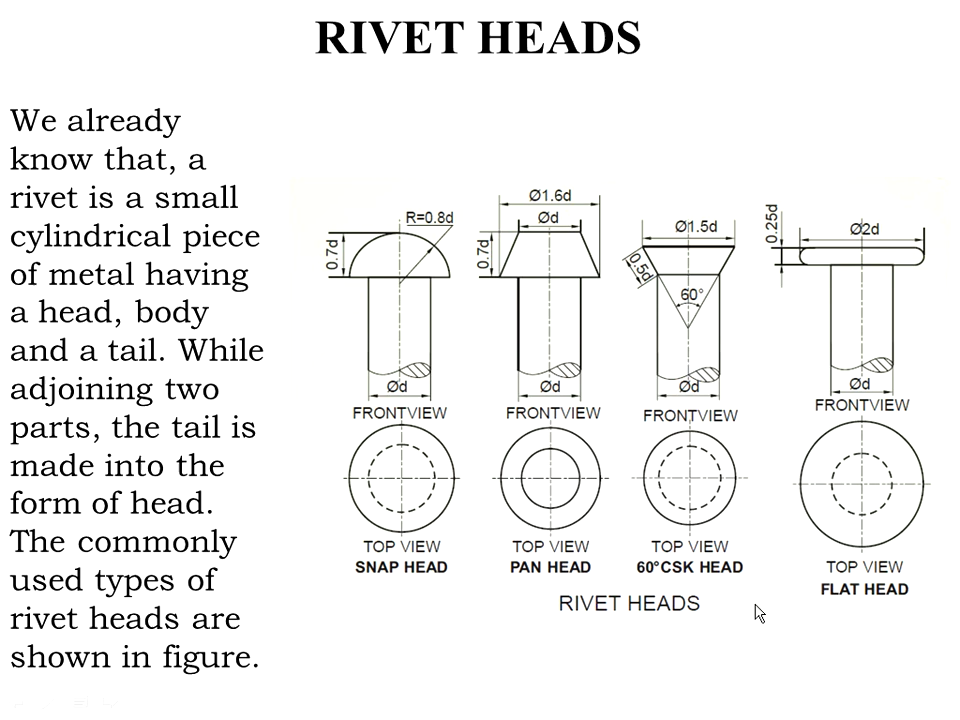 RIVET HEADS
We already
know that, a
rivet is a small
cylindrical piece
of metal having
a head, body
and a tail. While
adjoining two
parts, the tail is
made into the
form of head.
The commonly
used types of
rivet heads are
shown in figure.
R=0.8d
0.7d
Ød
FRONTVIEW
TOP VIEW
SNAP HEAD
Ø1.6d
Ød
0.7d
Ød
FRONTVIEW
TOP VIEW
PAN HEAD
Ø1.5d
0.5d
60°
Ød
FRONTVIEW
TOP VIEW
60°CSK HEAD
0.25d
Ø2d
Ød
FRONTVIEW
TOP VIEW
FLAT HEAD
RIVET HEADS